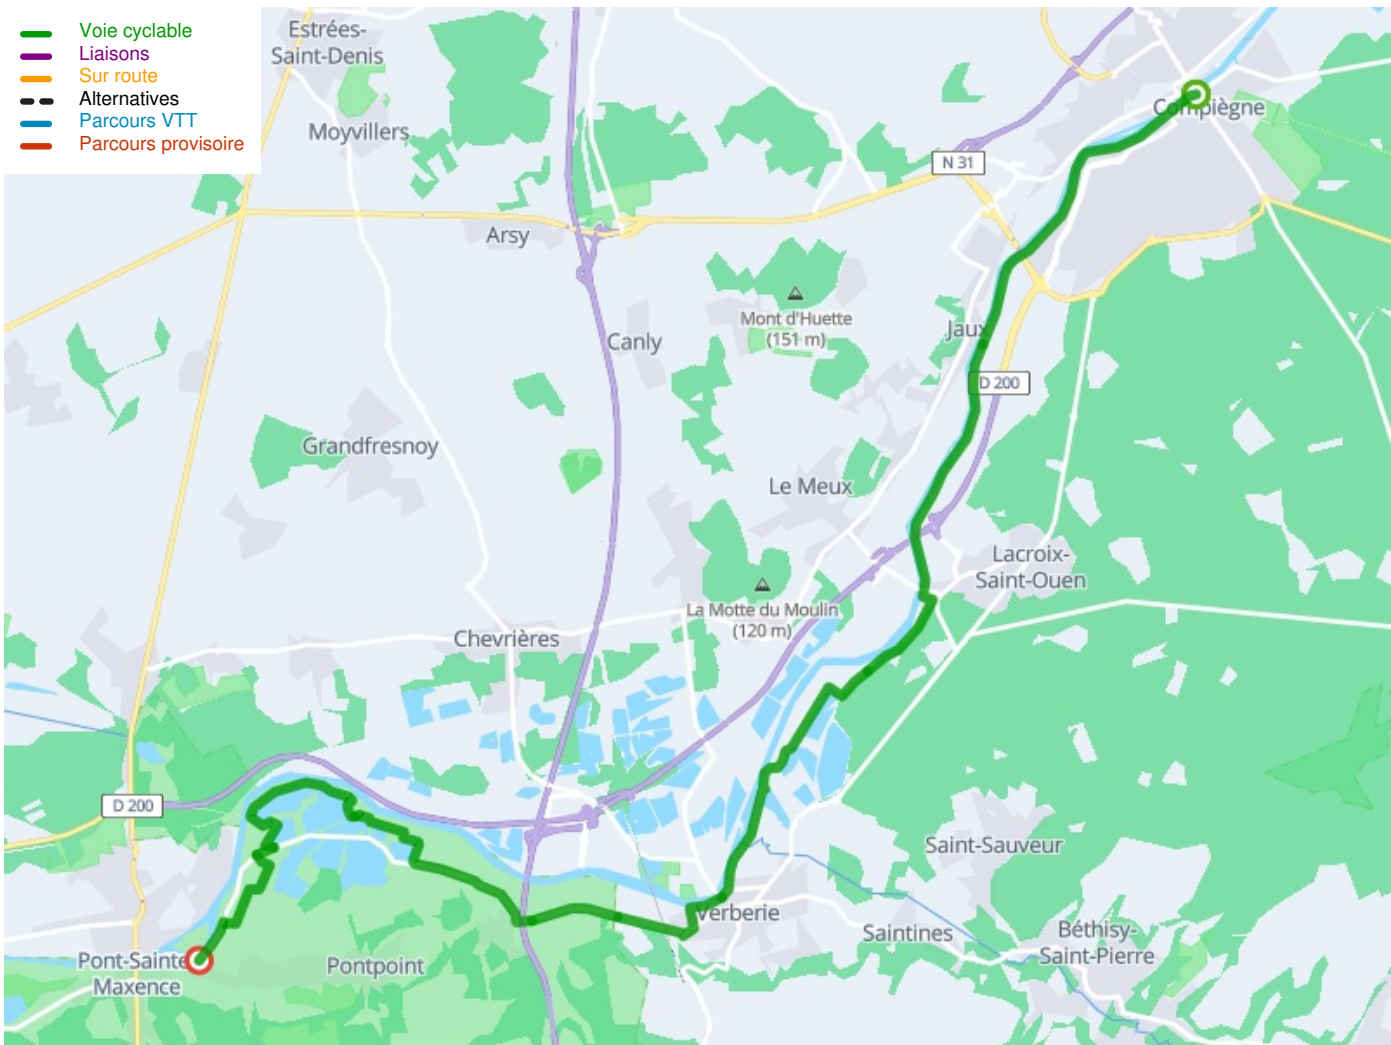 Voie cyclable
Liaisons
Sur route
Alternatives
Parcours VTT
Parcours provisoire
Estrées-
Saint-Denis
Moyvillers
Compiègne
N 31
Arsy
Mont d'Huette
(151 m)
Canly
Jaux
D 200
Grandfresnoy
Le Meux
Lacroix-
Saint-Ouen
La Motte du Moulin
(120 m)
Chevrières
D 200
Saint-Sauveur
Verberie
Saintines
Béthisy-
Saint-Pierre
Pont-Sainte-
Maxence
Pontpoint